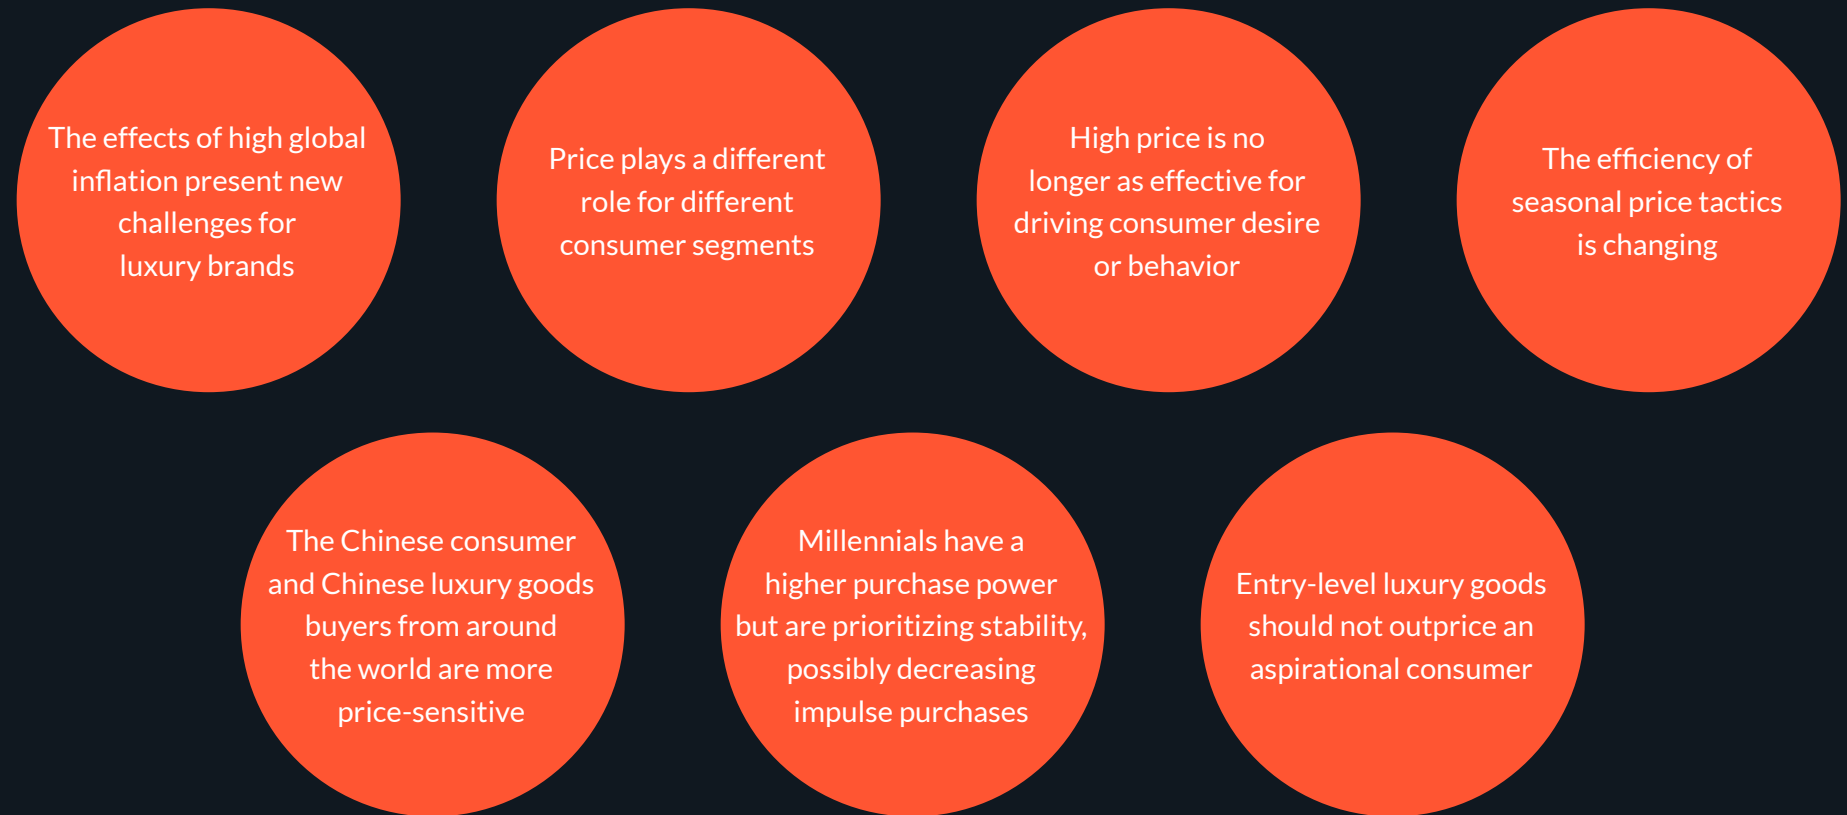 The effects of high global
inflation present new
challenges for
luxury brands
Price plays a different
role for different
consumer segments
High price is no
longer as effective for
driving consumer desire
or behavior
The efficiency of
seasonal price tactics
is changing
The Chinese consumer
and Chinese luxury goods
buyers from around
the world are more
price-sensitive
Millennials have a
higher purchase power
but are prioritizing stability,
possibly decreasing
impulse purchases
Entry-level luxury goods
should not outprice an
aspirational consumer